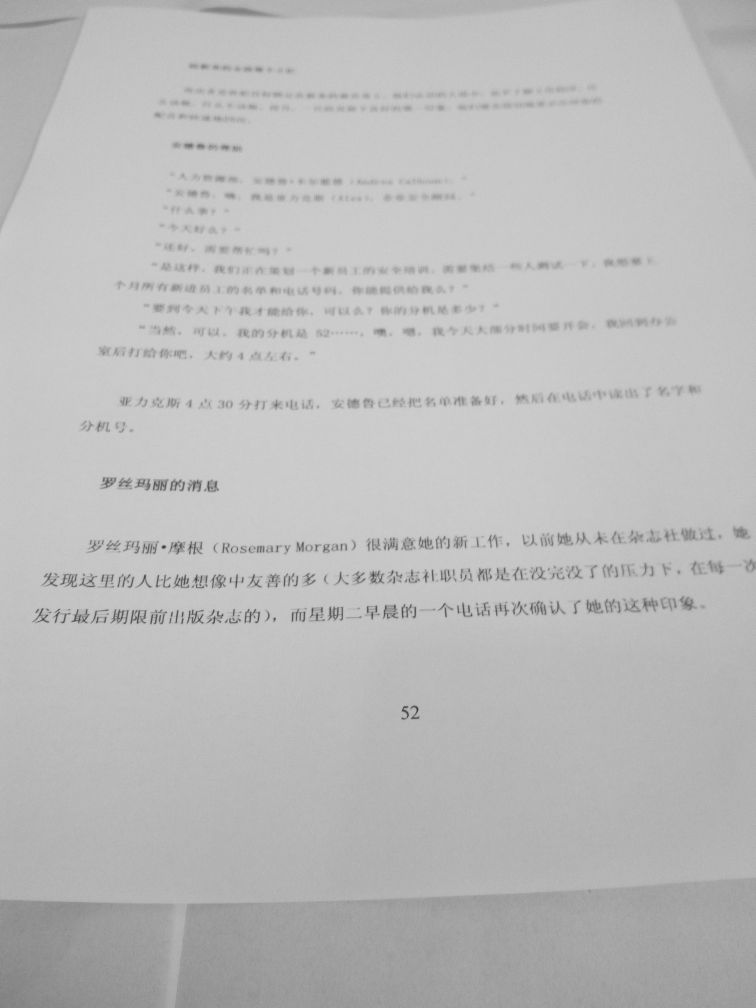 安德鲁的帮助
"人力资源部，安德鲁•卡尔霍恩（Andrea Calhoun）。"
"安德鲁，嗨，我是亚力克斯（Alex），企业安全顾问。"
"什么事？"
"今天好么？"
"还好，需要帮忙吗？"
"是这样，我们正在策划一个新员工的安全培训，需要集结一些人测试一下，我想要上
个月所有新进员工的名单和电话号码，你能提供给我么？"
"要到今天下午我才能给你，可以么？你的分机是多少？"
"当然，可以，我的分机是 52……，噢，嗯，我今天大部分时间要开会，我回到办公
室后打给你吧，大约 4 点左右。"
亚力克斯 4 点 30 分打来电话，安德鲁已经把名单准备好，然后在电话中读出了名字和
分机号。
罗丝玛丽的消息
罗丝玛丽•摩根（Rosemary Morgan）很满意她的新工作，以前她从未在杂志社做过，她
发现这里的人比她想像中友善的多（大多数杂志社职员都是在没完没了的压力下，在每一次
发行最后期限前出版杂志的），而星期二早晨的一个电话再次确认了她的这种印象。
52